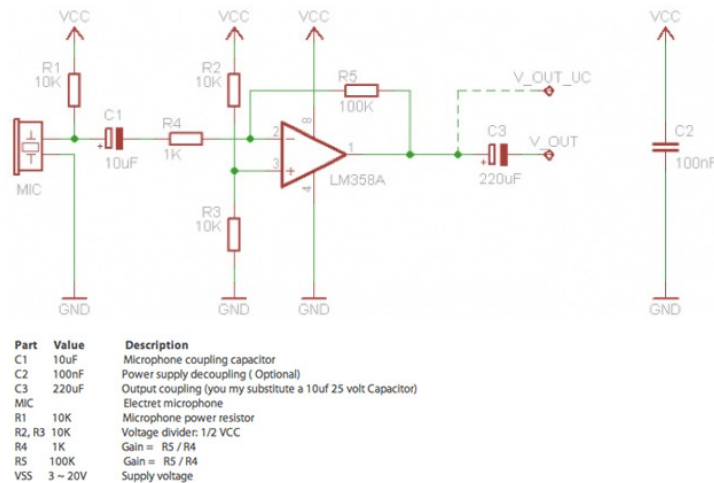 VCC VCC VCC VCC
R1
10K
R2
10K
R5
100K
V_OUT_UC
C1
10uF
R4
1K
2
8
1
3
4
LM358A
C3
220uF
V_OUT
C2
100nF
MIC
R3
10K
GND GND GND GND
Part Value Description
C1 10uF Microphone coupling capacitor
C2 100nF Power supply decoupling ( Optional)
C3 220uF Output coupling (you my substitute a 10uf 25 volt Capacitor)
MIC Electret microphone
R1 10K Microphone power resistor
R2, R3 10K Voltage divider: 1/2 VCC
R4 1K Gain = R5 / R4
R5 100K Gain = R5 / R4
VSS 3 ~ 20V Supply voltage